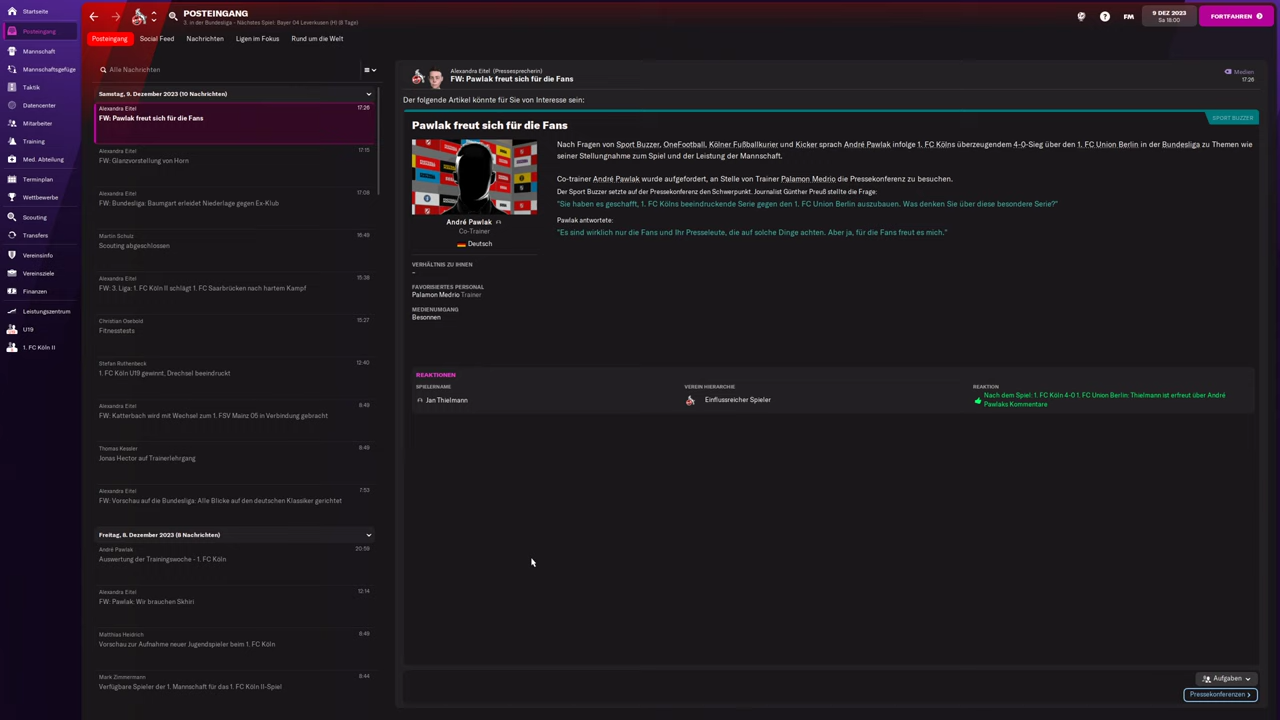 Startseite
Posteingang
Mannschaft
Mannschaftsgefüge
Taktik
Datencenter
Mitarbeiter
Training
Med. Abteilung
Terminplan
Wettbewerbe
Scouting
Transfers
Vereinsinfo
Vereinsziele
Finanzen
Leistungszentrum
U19
1. FC Köln II
POSTEINGANG
3. in der Bundesliga - Nächstes Spiel: Bayer 04 Leverkusen (H) (8 Tage)
FM
9 DEZ 2023
Sa 18:00
FORTFAHREN
Posteingang
Social Feed
Nachrichten
Ligen im Fokus
Rund um die Welt
Alle Nachrichten
Samstag, 9. Dezember 2023 (10 Nachrichten)
Alexandra Eitel 17:26
FW: Pawlak freut sich für die Fans
Alexandra Eitel 17:15
FW: Glanzvorstellung von Horn
Alexandra Eitel 17:08
FW: Bundesliga: Baumgart erleidet Niederlage gegen Ex-Klub
Martin Schulz 16:49
Scouting abgeschlossen
Alexandra Eitel 15:38
FW: 3. Liga: 1. FC Köln II schlägt 1. FC Saarbrücken nach hartem Kampf
Christian Osebold 15:27
Fitnesstests
Stefan Ruthenbeck 12:40
1. FC Köln U19 gewinnt, Drechsel beeindruckt
Alexandra Eitel 8:49
FW: Katterbach wird mit Wechsel zum 1. FSV Mainz 05 in Verbindung gebracht
Thomas Kessler 8:49
Jonas Hector auf Trainerlehrgang
Alexandra Eitel 7:53
FW: Vorschau auf die Bundesliga: Alle Blicke auf den deutschen Klassiker gerichtet
Freitag, 8. Dezember 2023 (8 Nachrichten)
André Pawlak 20:59
Auswertung der Trainingswoche - 1. FC Köln
Alexandra Eitel 12:14
FW: Pawlak: Wir brauchen Skhiri
Matthias Heidrich 8:49
Vorschau zur Aufnahme neuer Jugendspieler beim 1. FC Köln
Mark Zimmermann 8:44
Verfügbare Spieler der 1. Mannschaft für das 1. FC Köln II-Spiel
Alexandra Eitel (Pressesprecherin)
FW: Pawlak freut sich für die Fans
Medien
17:26
Der folgende Artikel könnte für Sie von Interesse sein:
SPORT BUZZER
Pawlak freut sich für die Fans
André Pawlak
Co-Trainer
Deutsch
VERHÄLTNIS ZU IHNEN
-
FAVORISIERTES PERSONAL
Palamon Medrio Trainer
MEDIENUMGANG
Besonnen
Nach Fragen von Sport Buzzer, OneFootball, Kölner Fußballkurier und Kicker sprach André Pawlak infolge 1. FC Kölns überzeugendem 4-0-Sieg über den 1. FC Union Berlin in der Bundesliga zu Themen wie
seiner Stellungnahme zum Spiel und der Leistung der Mannschaft.
Co-trainer André Pawlak wurde aufgefordert, an Stelle von Trainer Palamon Medrio die Pressekonferenz zu besuchen.
Der Sport Buzzer setzte auf der Pressekonferenz den Schwerpunkt. Journalist Günther Preuß stellte die Frage:
"Sie haben es geschafft, 1. FC Kölns beeindruckende Serie gegen den 1. FC Union Berlin auszubauen. Was denken Sie über diese besondere Serie?"
Pawlak antwortete:
"Es sind wirklich nur die Fans und Ihr Presseleute, die auf solche Dinge achten. Aber ja, für die Fans freut es mich."
REAKTIONEN
SPIELERNAME VEREIN HIERARCHIE REAKTION
Jan Thielmann Einflussreicher Spieler Nach dem Spiel: 1. FC Köln 4-0 1. FC Union Berlin: Thielmann ist erfreut über André
Pawlaks Kommentare
Aufgaben
Pressekonferenzen